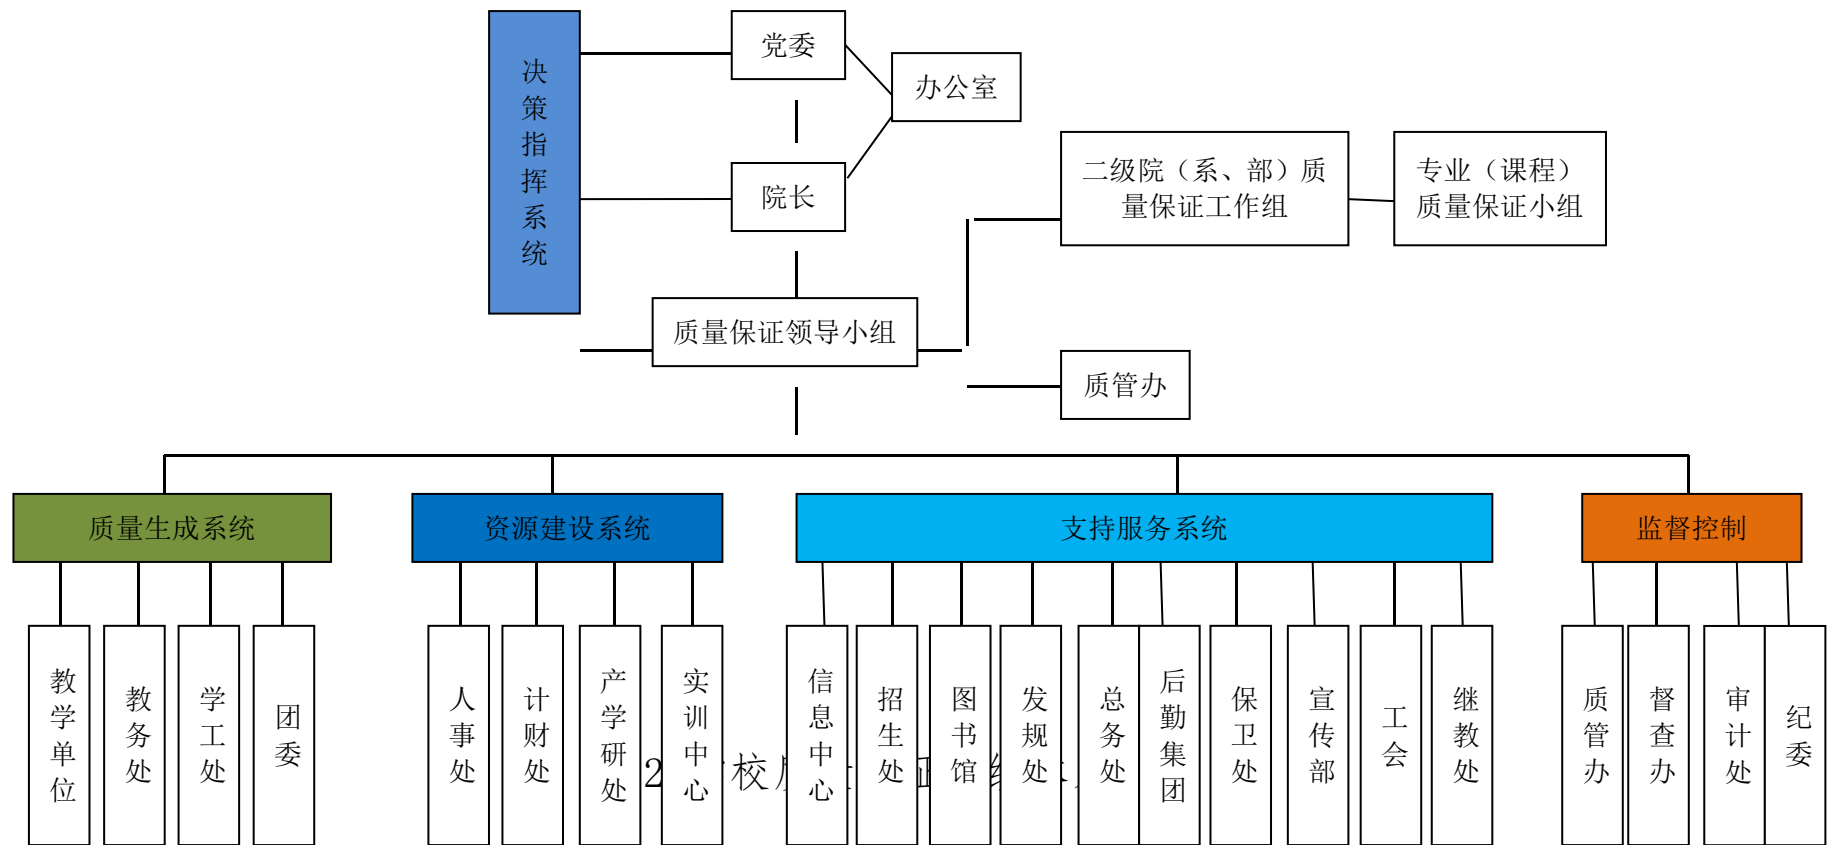 决策指挥系统
党委
办公室
院长
二级院（系、部）质
量保证工作组
专业（课程）
质量保证小组
质量保证领导小组
质管办
质量生成系统
资源建设系统
支持服务系统
监督控制
教学单位
教务处
学工处
团委
人事处
计财处
产学研处
实训中心
信息中心
招生处
图书馆
发规处
总务处
后勤集团
保卫处
宣传部
工会
继教处
质管办
督查办
审计处
纪委
2 校